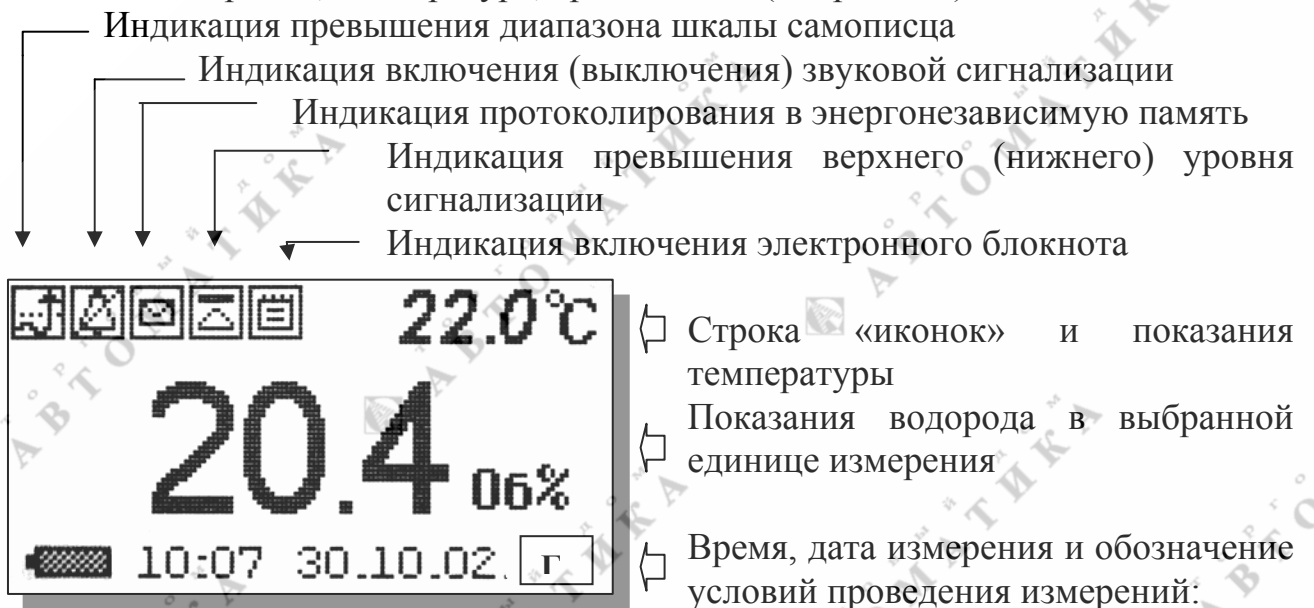 Индикация превышения диапазона шкалы самописца
Индикация включения (выключения) звуковой сигнализации
Индикация протоколирования в энергонезависимую память
Индикация превышения верхнего (нижнего) уровня
сигнализации
Индикация включения электронного блокнота
22.0°C
Строка «иконок» и показания
температуры
20.4 06%
Показания водорода в выбранной
единице измерения
10:07 30.10.02. г
Время, дата измерения и обозначение
условий проведения измерений: